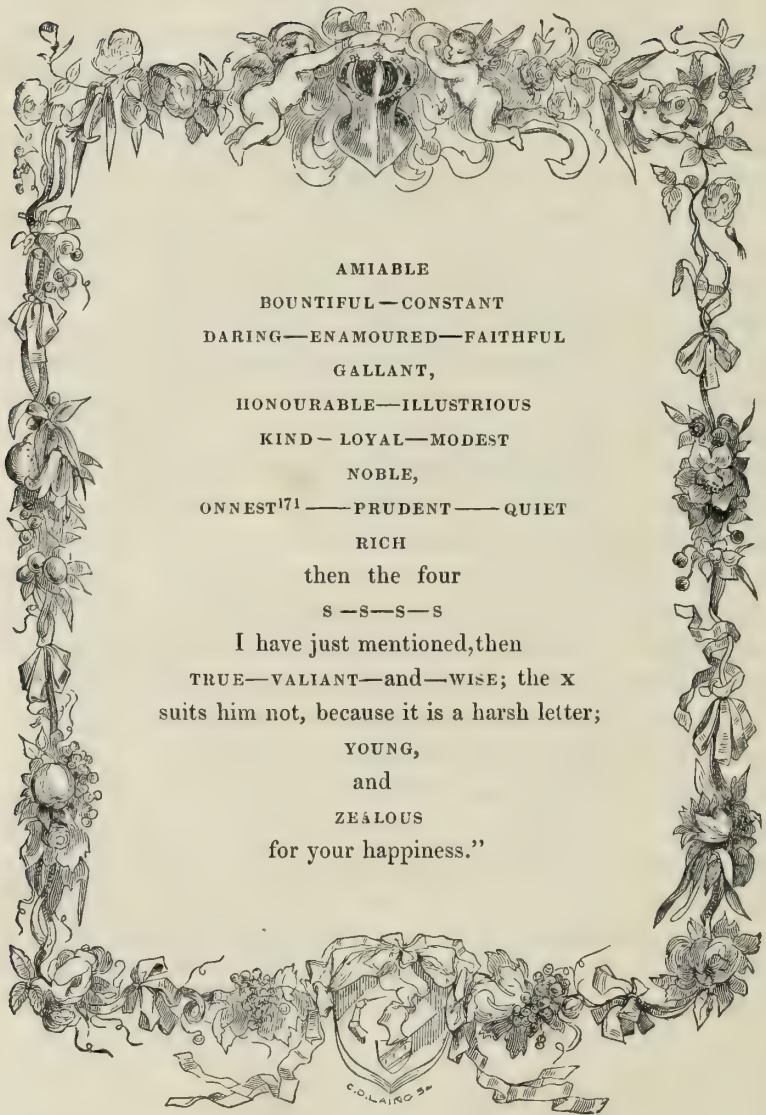 AMIABLE
BOUNTIFUL—CONSTANT
DARING—ENAMOURED—FAITHFUL
GALLANT,
HONOURABLE—ILLUSTRIOUS
KIND—LOYAL—MODEST
NOBLE,
ONNEST171—PRUDENT—QUIET
RICH
then the four
S—S—S—S
I have just mentioned, then
TRUE—VALIANT—and—WISE; the X
suits him not, because it is a harsh letter;
YOUNG,
and
ZEALOUS
for your happiness.”
C.D.LAING Sc